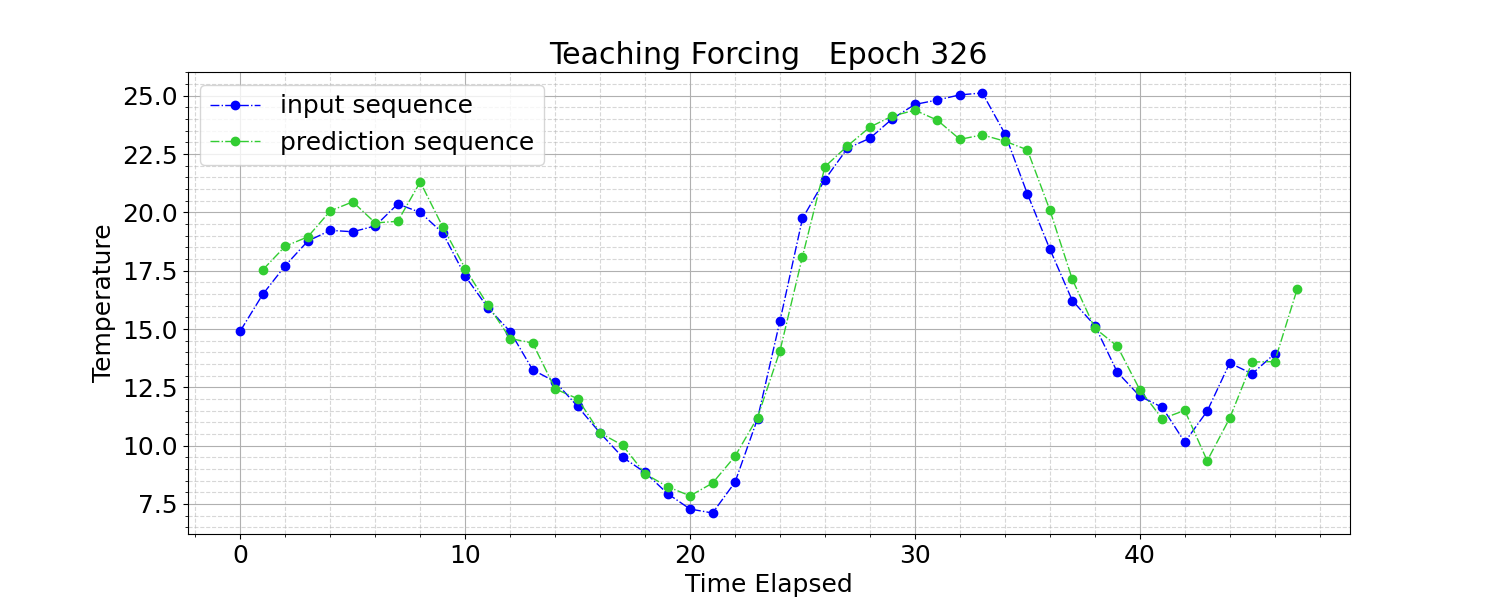 Teaching Forcing   Epoch 326
input sequence
prediction sequence
Temperature
25.0
22.5
20.0
17.5
15.0
12.5
10.0
7.5
0 10 20 30 40
Time Elapsed